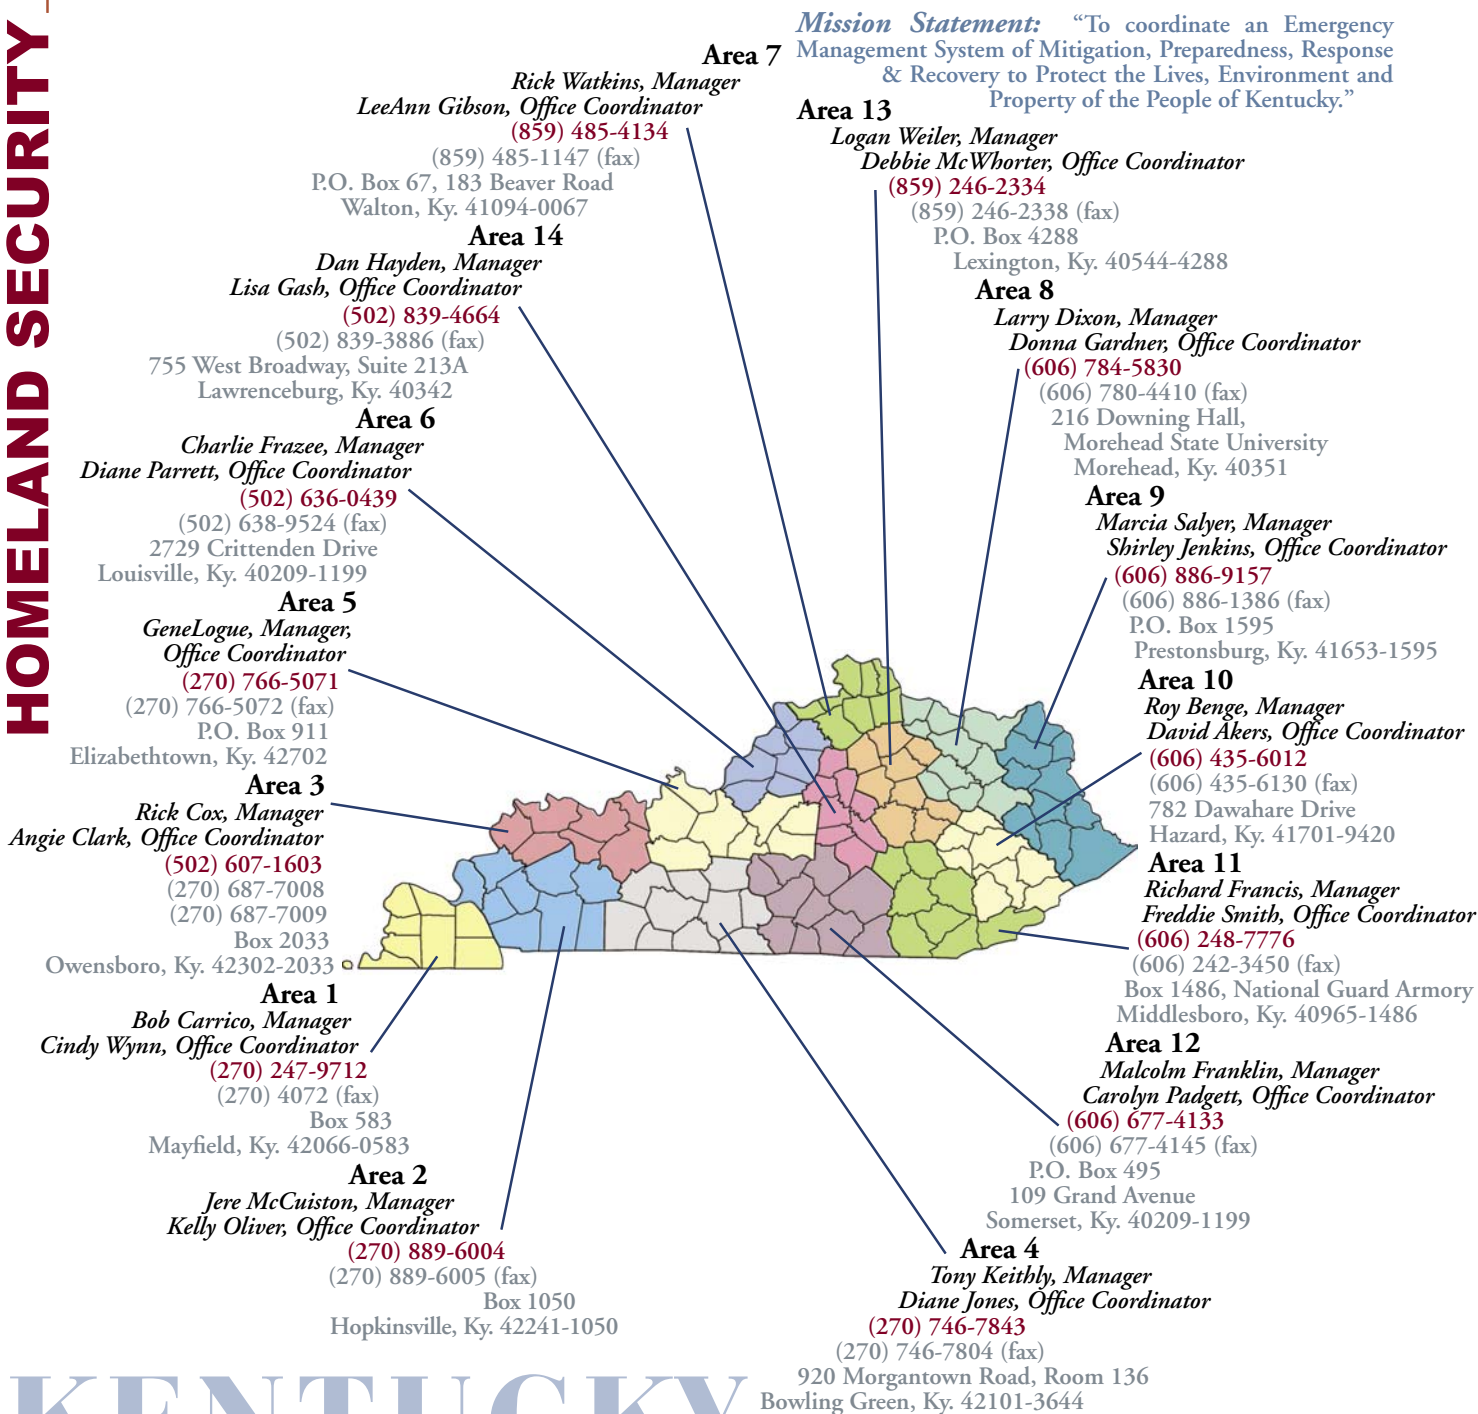 HOMELAND SECURITY
Mission Statement: “To coordinate an Emergency
Management System of Mitigation, Preparedness, Response
& Recovery to Protect the Lives, Environment and
Property of the People of Kentucky.”
Area 7
Rick Watkins, Manager
LeeAnn Gibson, Office Coordinator
(859) 485-4134
(859) 485-1147 (fax)
P.O. Box 67, 183 Beaver Road
Walton, Ky. 41094-0067
Area 14
Dan Hayden, Manager
Lisa Gash, Office Coordinator
(502) 839-4664
(502) 839-3886 (fax)
755 West Broadway, Suite 213A
Lawrenceburg, Ky. 40342
Area 6
Charlie Frazee, Manager
Diane Parrett, Office Coordinator
(502) 636-0439
(502) 638-9524 (fax)
2729 Crittenden Drive
Louisville, Ky. 40209-1199
Area 5
GeneLogue, Manager,
Office Coordinator
(270) 766-5071
(270) 766-5072 (fax)
P.O. Box 911
Elizabethtown, Ky. 42702
Area 3
Rick Cox, Manager
Angie Clark, Office Coordinator
(502) 607-1603
(270) 687-7008
(270) 687-7009
Box 2033
Owensboro, Ky. 42302-2033
Area 1
Bob Carrico, Manager
Cindy Wynn, Office Coordinator
(270) 247-9712
(270) 4072 (fax)
Box 583
Mayfield, Ky. 42066-0583
Area 2
Jere McCuiston, Manager
Kelly Oliver, Office Coordinator
(270) 889-6004
(270) 889-6005 (fax)
Box 1050
Hopkinsville, Ky. 42241-1050
Area 13
Logan Weiler, Manager
Debbie McWhorter, Office Coordinator
(859) 246-2334
(859) 246-2338 (fax)
P.O. Box 4288
Lexington, Ky. 40544-4288
Area 8
Larry Dixon, Manager
Donna Gardner, Office Coordinator
(606) 784-5830
(606) 780-4410 (fax)
216 Downing Hall,
Morehead State University
Morehead, Ky. 40351
Area 9
Marcia Salyer, Manager
Shirley Jenkins, Office Coordinator
(606) 886-9157
(606) 886-1386 (fax)
P.O. Box 1595
Prestonsburg, Ky. 41653-1595
Area 10
Roy Benge, Manager
David Akers, Office Coordinator
(606) 435-6012
(606) 435-6130 (fax)
782 Dawahare Drive
Hazard, Ky. 41701-9420
Area 11
Richard Francis, Manager
Freddie Smith, Office Coordinator
(606) 248-7776
(606) 242-3450 (fax)
Box 1486, National Guard Armory
Middlesboro, Ky. 40965-1486
Area 12
Malcolm Franklin, Manager
Carolyn Padgett, Office Coordinator
(606) 677-4133
(606) 677-4145 (fax)
P.O. Box 495
109 Grand Avenue
Somerset, Ky. 40209-1199
Area 4
Tony Keithly, Manager
Diane Jones, Office Coordinator
(270) 746-7843
(270) 746-7804 (fax)
920 Morgantown Road, Room 136
Bowling Green, Ky. 42101-3644
KENTUCKY